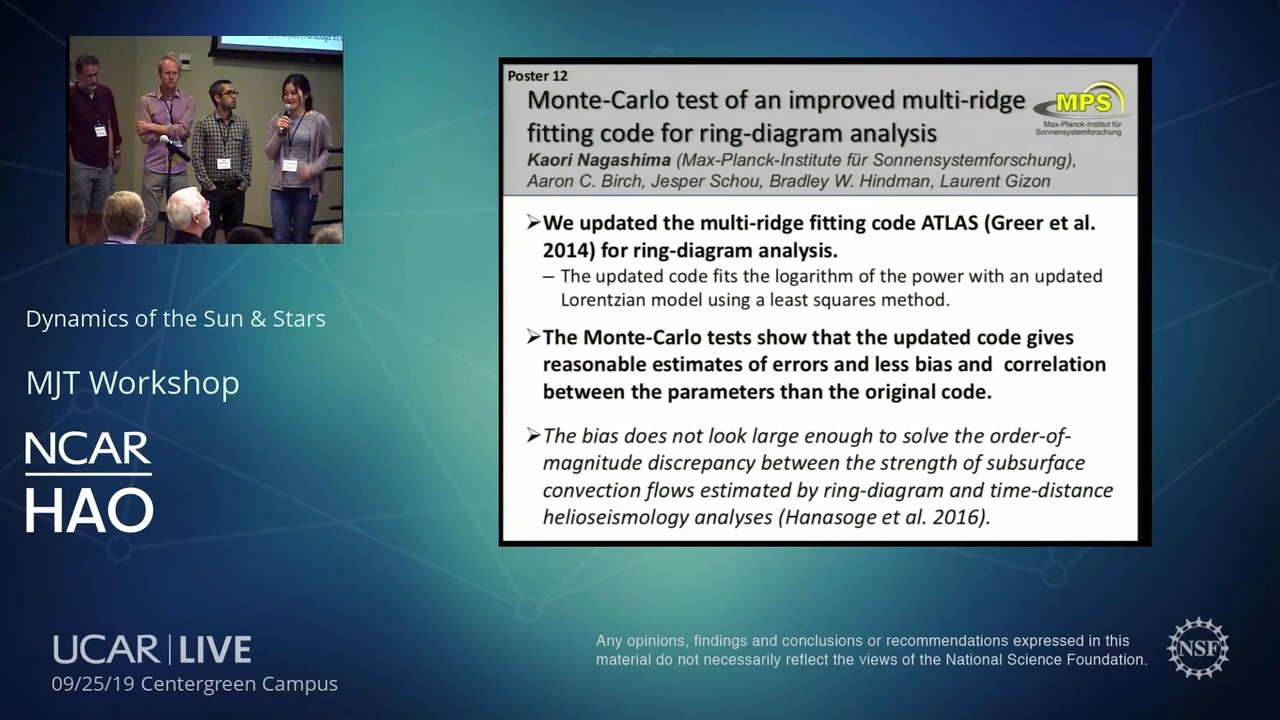 Poster 12
Monte-Carlo test of an improved multi-ridge
fitting code for ring-diagram analysis
MPS
Max-Planck-Institut für
Sonnensystemforschung
Kaori Nagashima (Max-Planck-Institute für Sonnensystemforschung),
Aaron C. Birch, Jesper Schou, Bradley W. Hindman, Laurent Gizon
➢We updated the multi-ridge fitting code ATLAS (Greer et al.
2014) for ring-diagram analysis.
– The updated code fits the logarithm of the power with an updated
Lorentzian model using a least squares method.
➢The Monte-Carlo tests show that the updated code gives
reasonable estimates of errors and less bias and correlation
between the parameters than the original code.
➢The bias does not look large enough to solve the order-of-
magnitude discrepancy between the strength of subsurface
convection flows estimated by ring-diagram and time-distance
helioseismology analyses (Hanasoge et al. 2016).
Dynamics of the Sun & Stars
MJT Workshop
NCAR
HAO
UCAR | LIVE
09/25/19 Centergreen Campus
Any opinions, findings and conclusions or recommendations expressed in this
material do not necessarily reflect the views of the National Science Foundation.
NSF